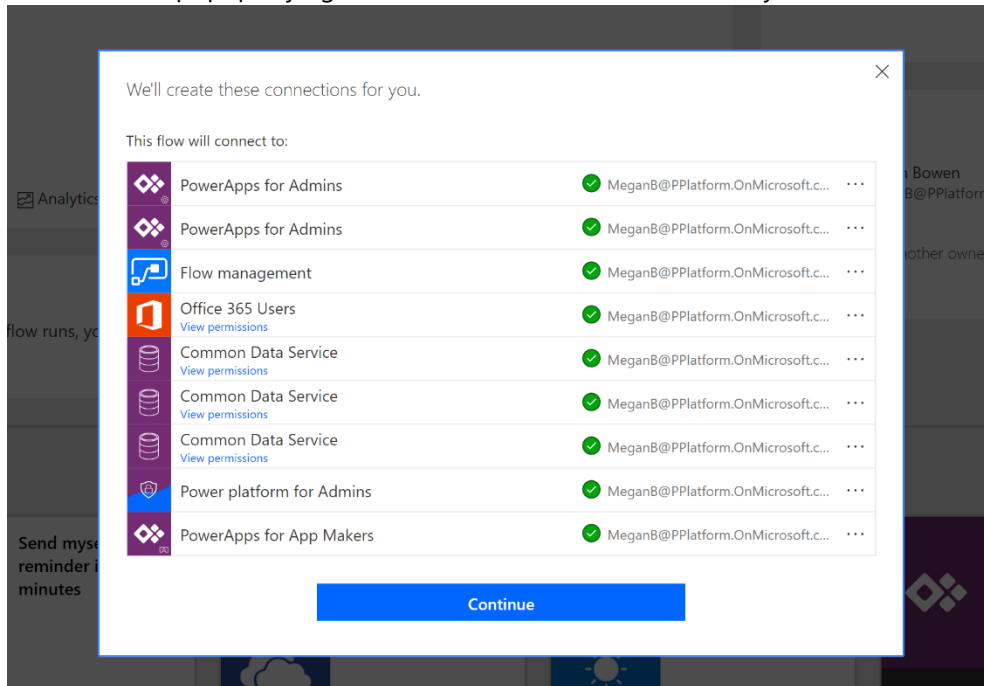 We'll create these connections for you.
This flow will connect to:
PowerApps for Admins MeganB@PPlatform.OnMicrosoft.c... ...
PowerApps for Admins MeganB@PPlatform.OnMicrosoft.c... ...
Flow management MeganB@PPlatform.OnMicrosoft.c... ...
Office 365 Users MeganB@PPlatform.OnMicrosoft.c... ...
View permissions
Common Data Service MeganB@PPlatform.OnMicrosoft.c... ...
View permissions
Common Data Service MeganB@PPlatform.OnMicrosoft.c... ...
View permissions
Common Data Service MeganB@PPlatform.OnMicrosoft.c... ...
View permissions
Power platform for Admins MeganB@PPlatform.OnMicrosoft.c... ...
PowerApps for App Makers MeganB@PPlatform.OnMicrosoft.c... ...
Continue
Analytics
flow runs, yo
Bowen
B@PPlatform
nother owne
Send myse
reminder i
minutes